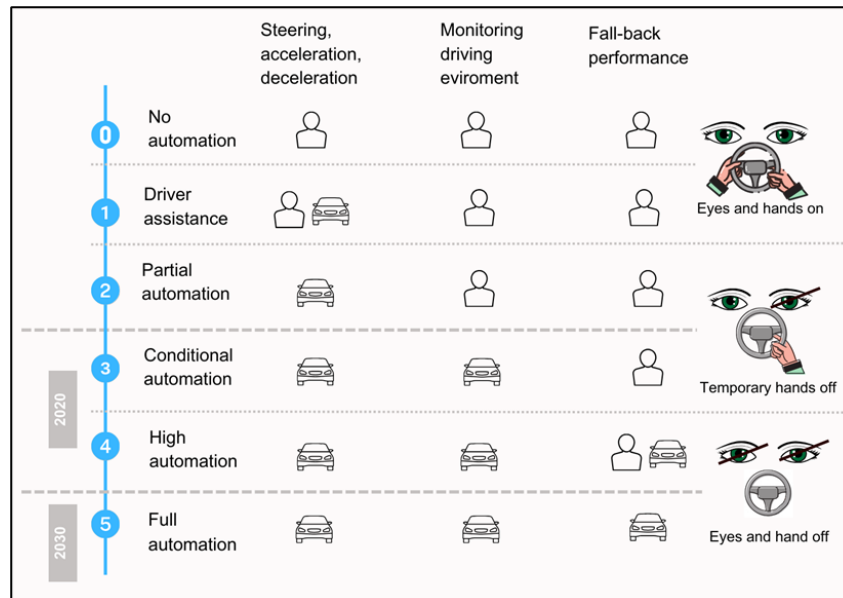 Steering,
acceleration,
deceleration
Monitoring
driving
eviroment
Fall-back
performance
0
No
automation
1
Driver
assistance
Eyes and hands on
2
Partial
automation
3
Conditional
automation
Temporary hands off
2020
4
High
automation
5
Full
automation
Eyes and hand off
2030